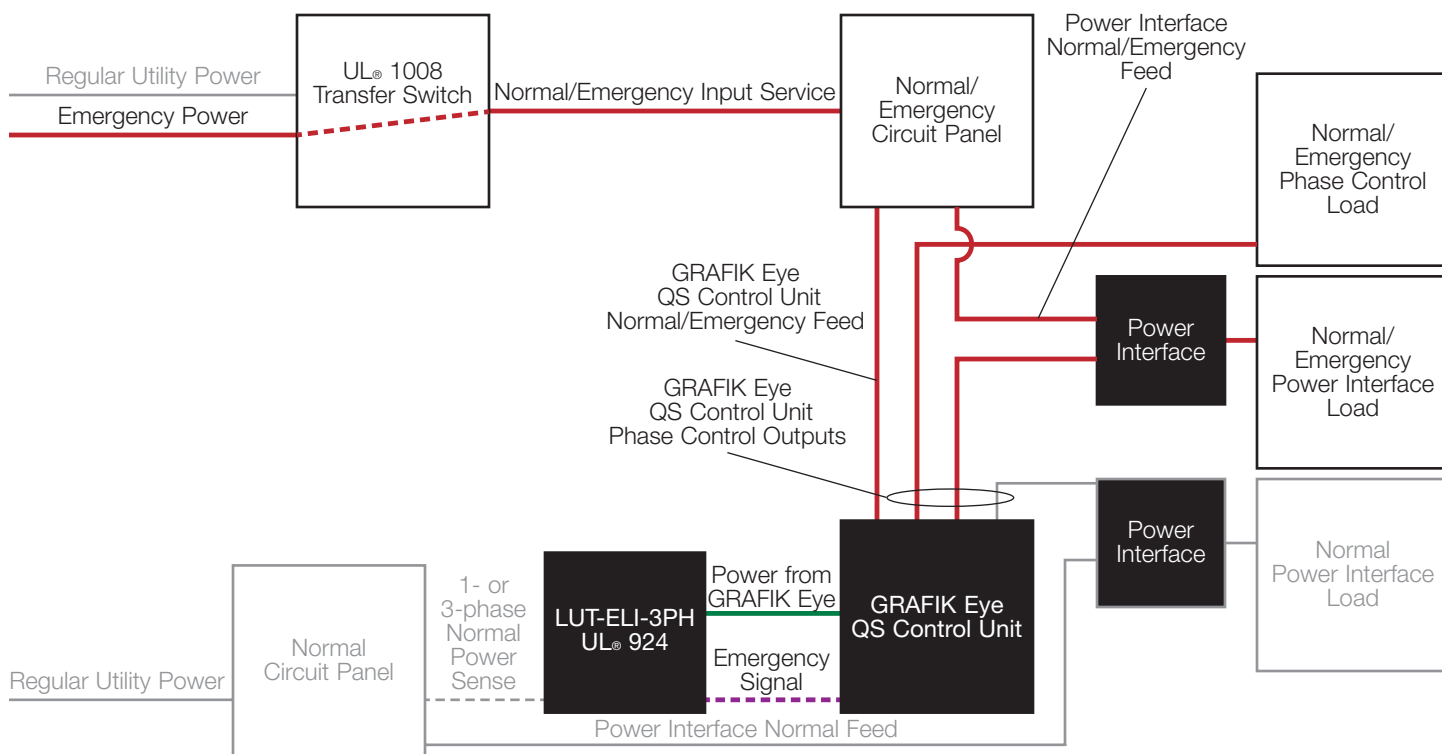 Regular Utility Power
Emergency Power
UL® 1008
Transfer Switch
Normal/Emergency Input Service
Normal/
Emergency
Circuit Panel
Power Interface
Normal/Emergency
Feed
Normal/
Emergency
Phase Control
Load
GRAFIK Eye
QS Control Unit
Normal/Emergency Feed
Power
Interface
Normal/
Emergency
Power Interface
Load
GRAFIK Eye
QS Control Unit
Phase Control Outputs
Power
Interface
Normal
Power Interface
Load
Regular Utility Power
Normal
Circuit Panel
1- or
3-phase
Normal
Power
Sense
LUT-ELI-3PH
UL® 924
Power from
GRAFIK Eye
Emergency
Signal
GRAFIK Eye
QS Control Unit
Power Interface Normal Feed